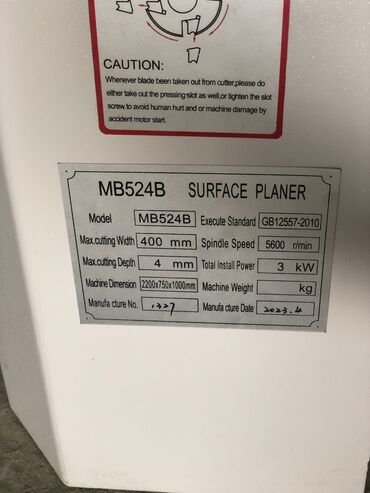 CAUTION:
Whenever blade been taken out from cutter,please do
either take out the pressing slot as well,or tighten the slot
screw, to avoid human hurt and or machine damage by
accident motor start.
MB524B SURFACE PLANER
Model MB524B Execute Standard GB12557-2010
Max.cutting Width 400 mm Spindle Speed 5600 r/min
Max.cutting Depth 4 mm Total Install Power 3 kW
Machine Dimension 2200x750x1000mm Machine Weight kg
Manufa cture No. 1327 Manufa cture Date 2023.4